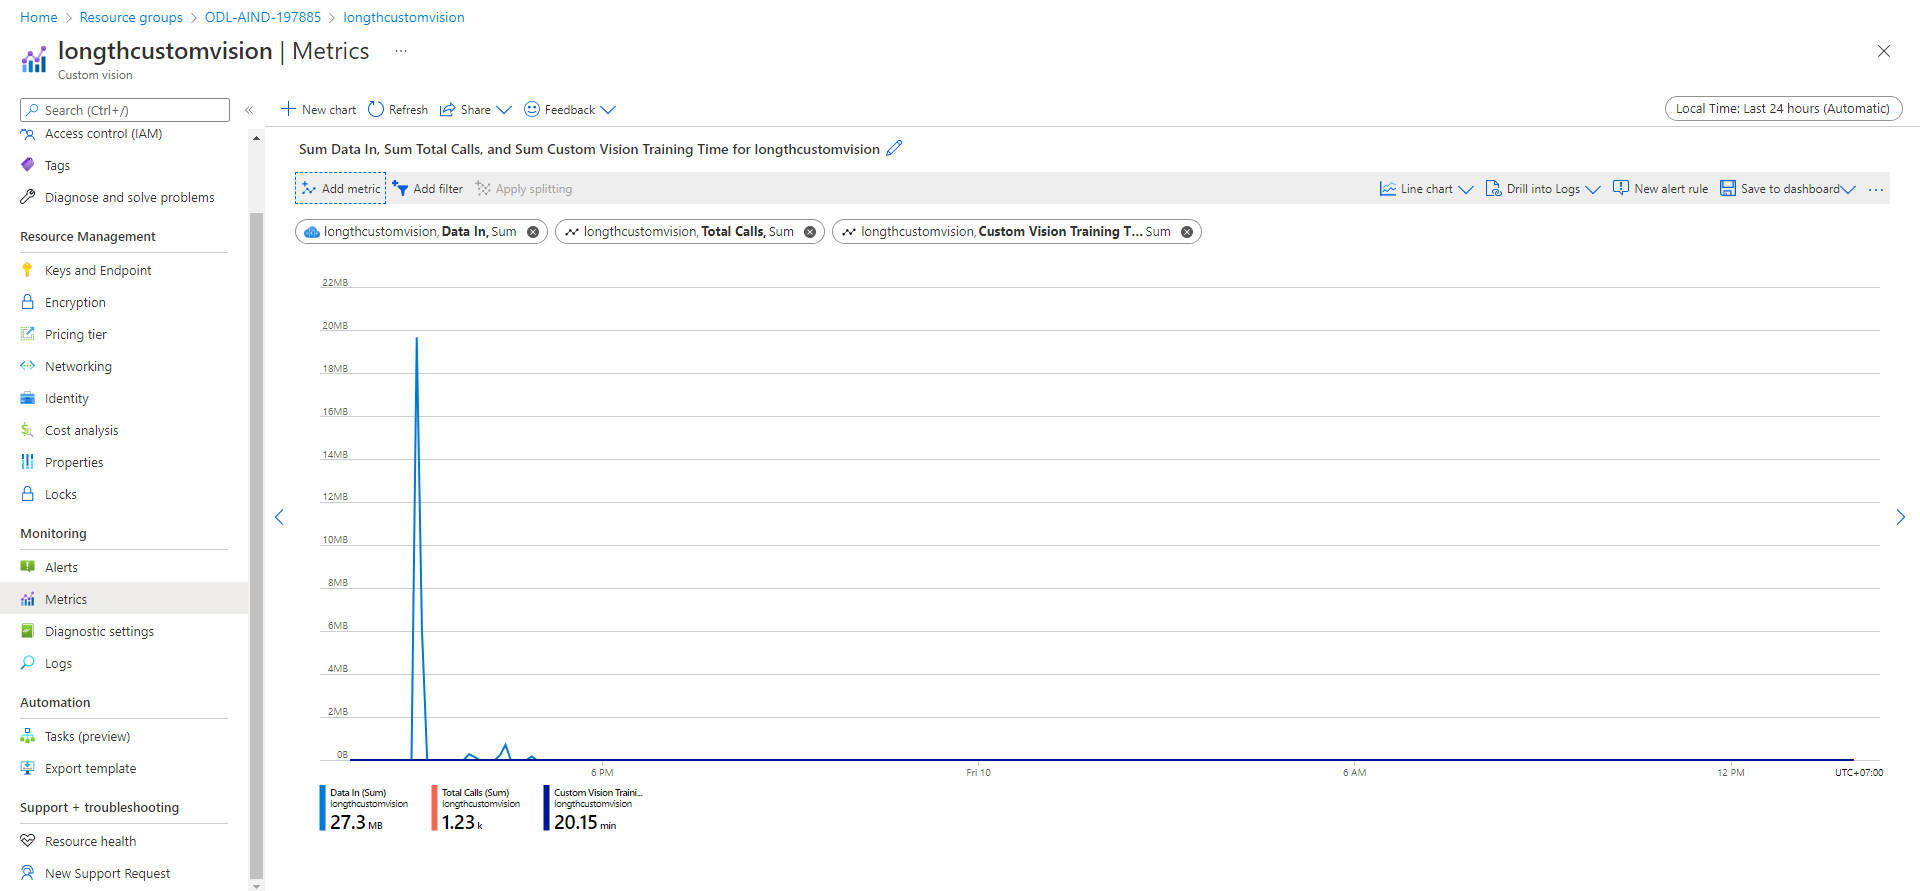 Home > Resource groups > ODL-AIND-197885 > longthcustomvision
longthcustomvision | Metrics ...
Custom vision
Search (Ctrl+/)
«
Access control (IAM)
Tags
Diagnose and solve problems
Resource Management
Keys and Endpoint
Encryption
Pricing tier
Networking
Identity
Cost analysis
Properties
Locks
Monitoring
Alerts
Metrics
Diagnostic settings
Logs
Automation
Tasks (preview)
Export template
Support + troubleshooting
Resource health
New Support Request
New chart Refresh Share Feedback
Local Time: Last 24 hours (Automatic)
Sum Data In, Sum Total Calls, and Sum Custom Vision Training Time for longthcustomvision
Add metric Add filter Apply splitting
Line chart Drill into Logs New alert rule Save to dashboard ...
longthcustomvision, Data In, Sum
longthcustomvision, Total Calls, Sum
longthcustomvision, Custom Vision Training T... Sum
22MB
20MB
18MB
16MB
14MB
12MB
10MB
8MB
6MB
4MB
2MB
0B
6 PM Fri 10 6 AM 12 PM UTC+07:00
Data In (Sum)
longthcustomvision
27.3 MB
Total Calls (Sum)
longthcustomvision
1.23 k
Custom Vision Traini...
longthcustomvision
20.15 min